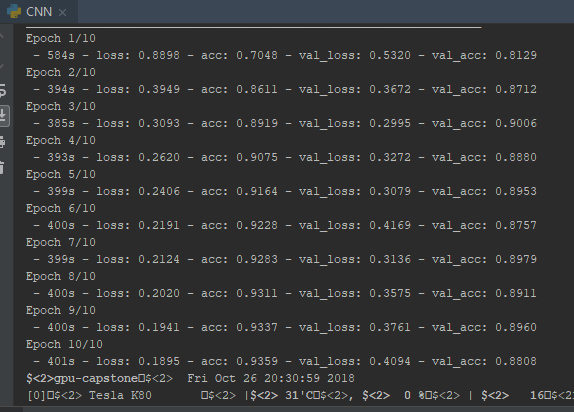 CNN ×
Epoch 1/10
- 584s - loss: 0.8898 - acc: 0.7048 - val_loss: 0.5320 - val_acc: 0.8129
Epoch 2/10
- 394s - loss: 0.3949 - acc: 0.8611 - val_loss: 0.3672 - val_acc: 0.8712
Epoch 3/10
- 385s - loss: 0.3093 - acc: 0.8919 - val_loss: 0.2995 - val_acc: 0.9006
Epoch 4/10
- 393s - loss: 0.2620 - acc: 0.9075 - val_loss: 0.3272 - val_acc: 0.8880
Epoch 5/10
- 399s - loss: 0.2406 - acc: 0.9164 - val_loss: 0.3079 - val_acc: 0.8953
Epoch 6/10
- 400s - loss: 0.2191 - acc: 0.9228 - val_loss: 0.4169 - val_acc: 0.8757
Epoch 7/10
- 399s - loss: 0.2124 - acc: 0.9283 - val_loss: 0.3136 - val_acc: 0.8979
Epoch 8/10
- 400s - loss: 0.2020 - acc: 0.9311 - val_loss: 0.3575 - val_acc: 0.8911
Epoch 9/10
- 400s - loss: 0.1941 - acc: 0.9337 - val_loss: 0.3761 - val_acc: 0.8960
Epoch 10/10
- 401s - loss: 0.1895 - acc: 0.9359 - val_loss: 0.4094 - val_acc: 0.8808
$<2>gpu-capstone□$<2> Fri Oct 26 20:30:59 2018
[0]□$<2> Tesla K80 □$<2> |$<2> 31'C□$<2>, $<2> 0 %□$<2> | $<2> 16□$<2>